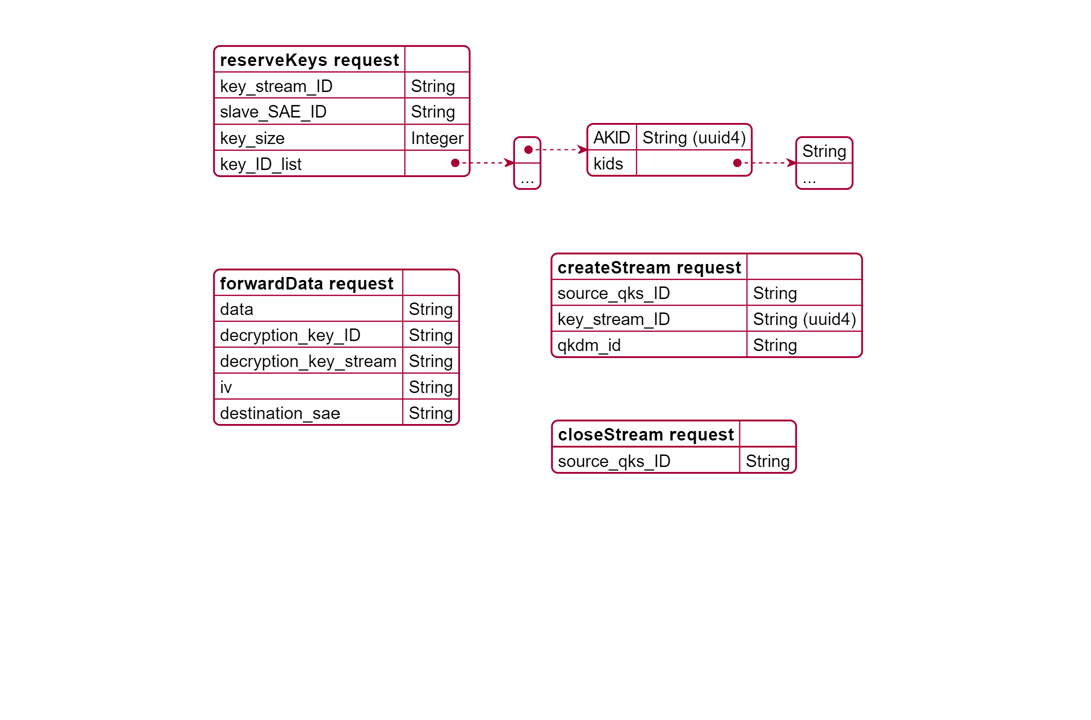 reserveKeys request
key_stream_ID String
slave_SAE_ID String
key_size Integer
key_ID_list
...
AKID String (uuid4)
kids
String
...
forwardData request
data String
decryption_key_ID String
decryption_key_stream String
iv String
destination_sae String
createStream request
source_qks_ID String
key_stream_ID String (uuid4)
qkdm_id String
closeStream request
source_qks_ID String